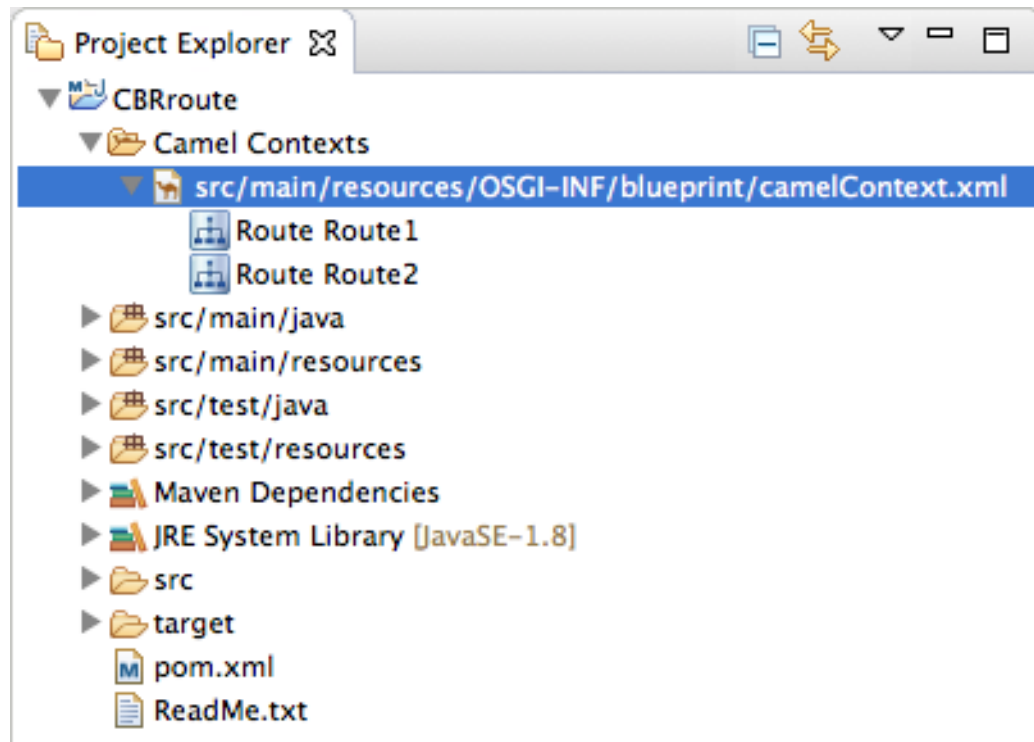 Project Explorer
CBRroute
Camel Contexts
src/main/resources/OSGI-INF/blueprint/camelContext.xml
Route Route1
Route Route2
src/main/java
src/main/resources
src/test/java
src/test/resources
Maven Dependencies
JRE System Library [JavaSE-1.8]
src
target
pom.xml
ReadMe.txt